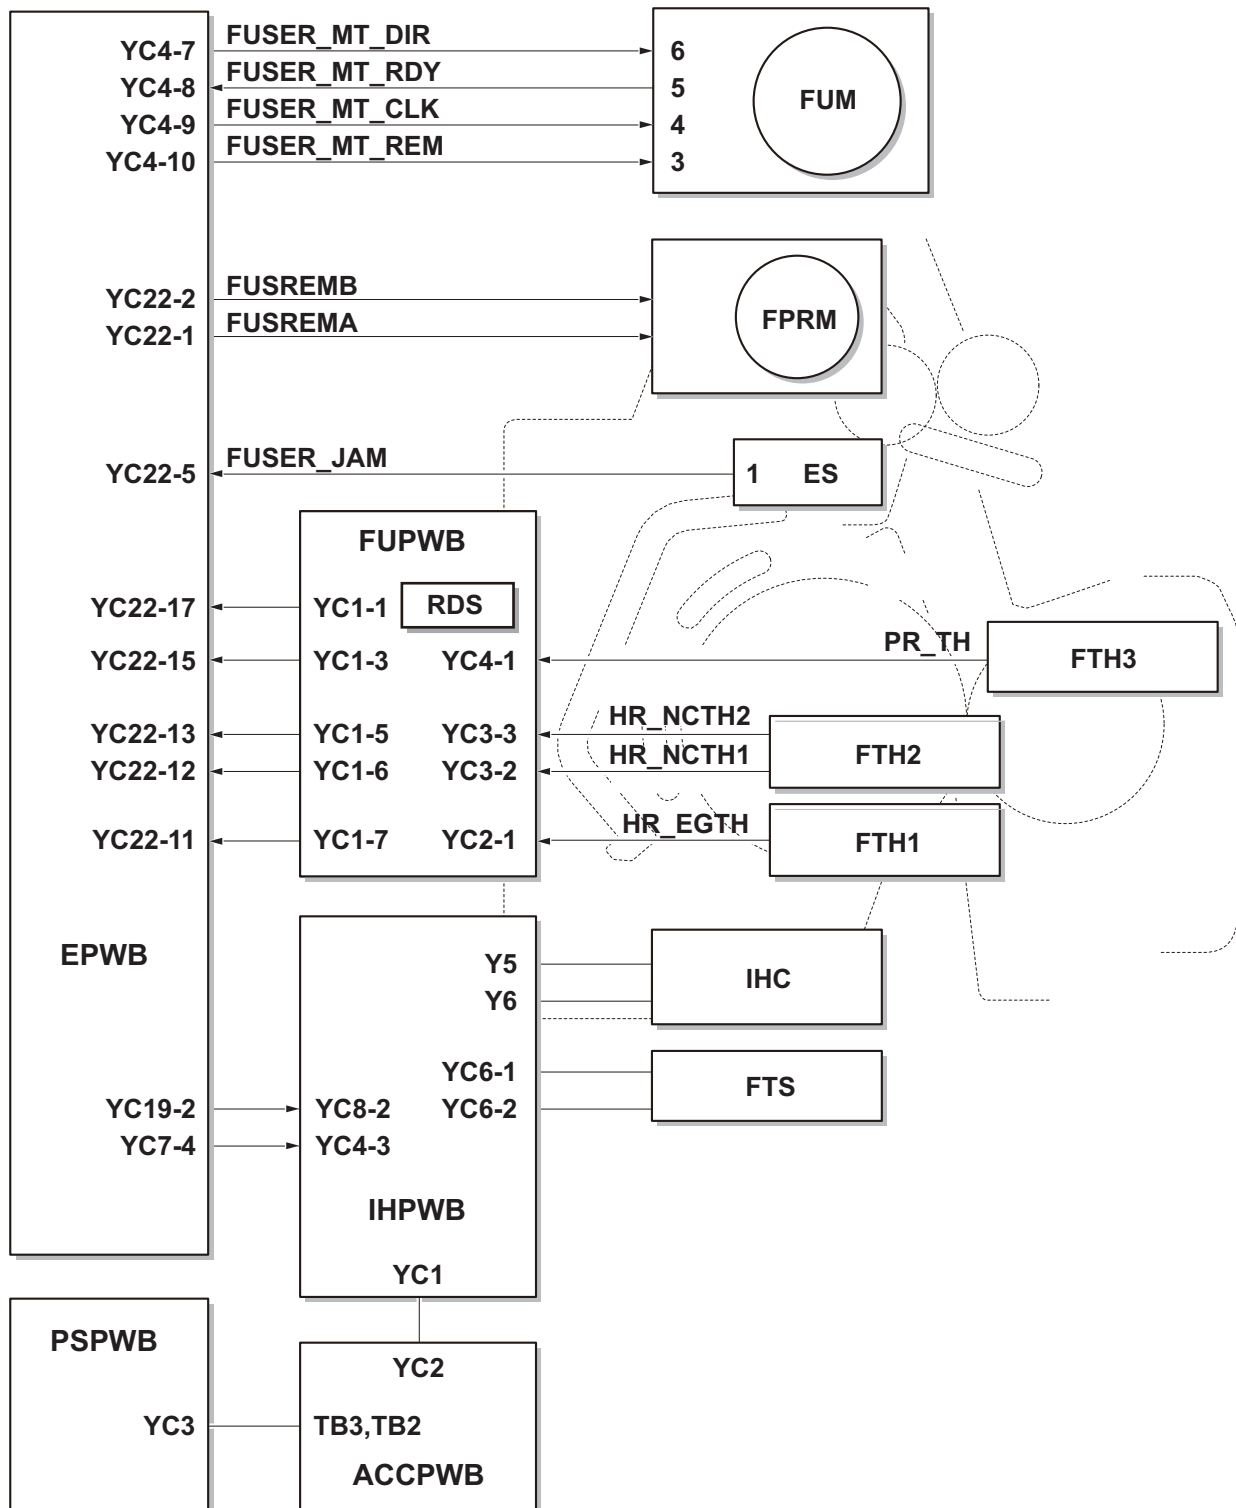 FUSER_MT_DIR
YC4-7
6
FUSER_MT_RDY
YC4-8
5
FUM
FUSER_MT_CLK
YC4-9
4
FUSER_MT_REM
YC4-10
3
FUSREMB
YC22-2
FUSREMA
YC22-1
FPRM
FUSER_JAM
YC22-5
1 ES
FUPWB
YC22-17
YC1-1
RDS
YC22-15
YC1-3
YC4-1
PR_TH
FTH3
YC22-13
YC1-5
YC3-3
HR_NCTH2
YC22-12
YC1-6
YC3-2
HR_NCTH1
FTH2
YC22-11
YC1-7
YC2-1
HR_EGTH
FTH1
EPWB
Y5
Y6
IHC
YC6-1
YC6-2
FTS
YC19-2
YC8-2
YC7-4
YC4-3
IHPWB
YC1
PSPWB
YC2
YC3
TB3,TB2
ACCPWB